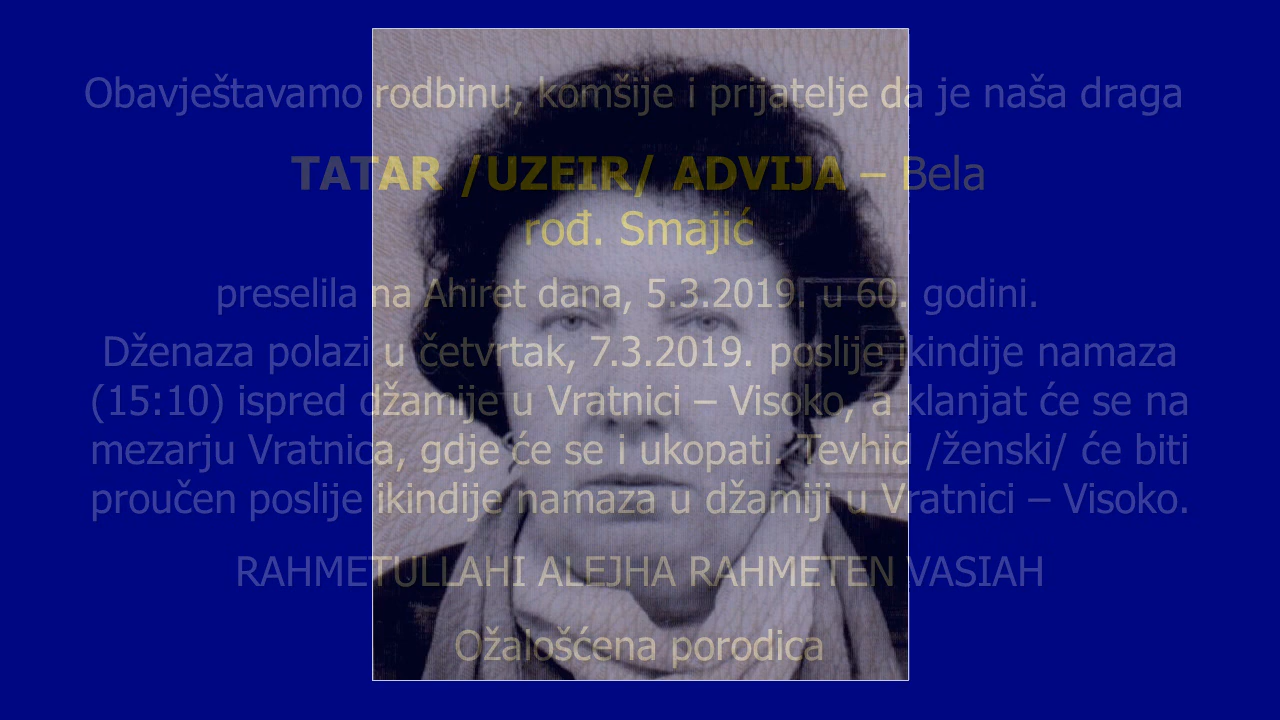 Obavještavamo rodbinu, komšije i prijatelje da je naša draga
TATAR /UZEIR/ ADVIJA – Bela
rođ. Smajić
preselila na Ahiret dana, 5.3.2019. u 60. godini.
Dženaza polazi u četvrtak, 7.3.2019. poslije ikindije namaza
(15:10) ispred džamije u Vratnici – Visoko, a klanjat će se na
mezarju Vratnica, gdje će se i ukopati. Tevhid /ženski/ će biti
proučen poslije ikindije namaza u džamiji u Vratnici – Visoko.
RAHMETULLAHI ALEJHA RAHMETEN VASIAH
Ožalošćena porodica